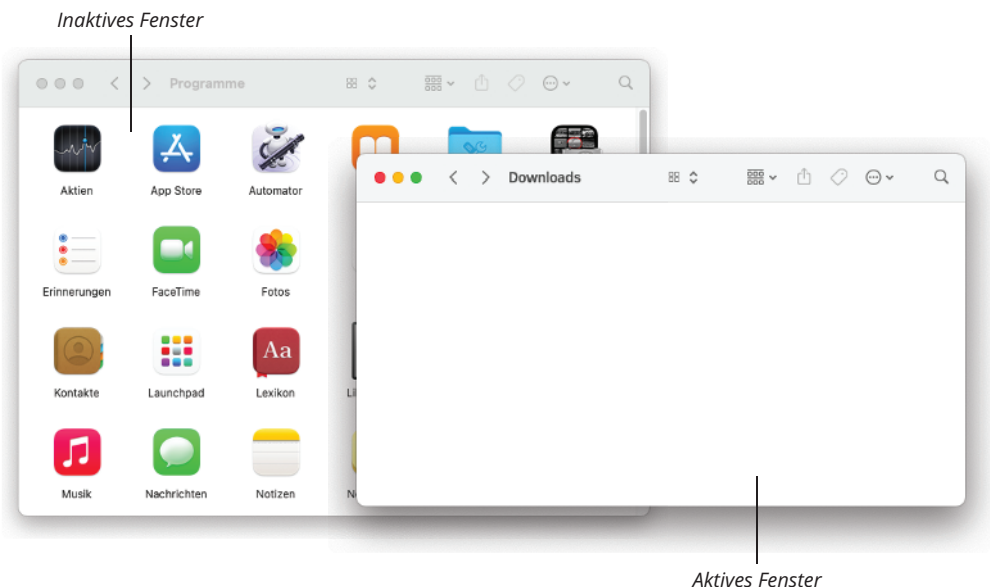 Inaktives Fenster
Programme
Aktien
App Store
Automator
Downloads
Erinnerungen
FaceTime
Fotos
Aa
Kontakte
Launchpad
Lexikon
Musik
Nachrichten
Notizen
Aktives Fenster